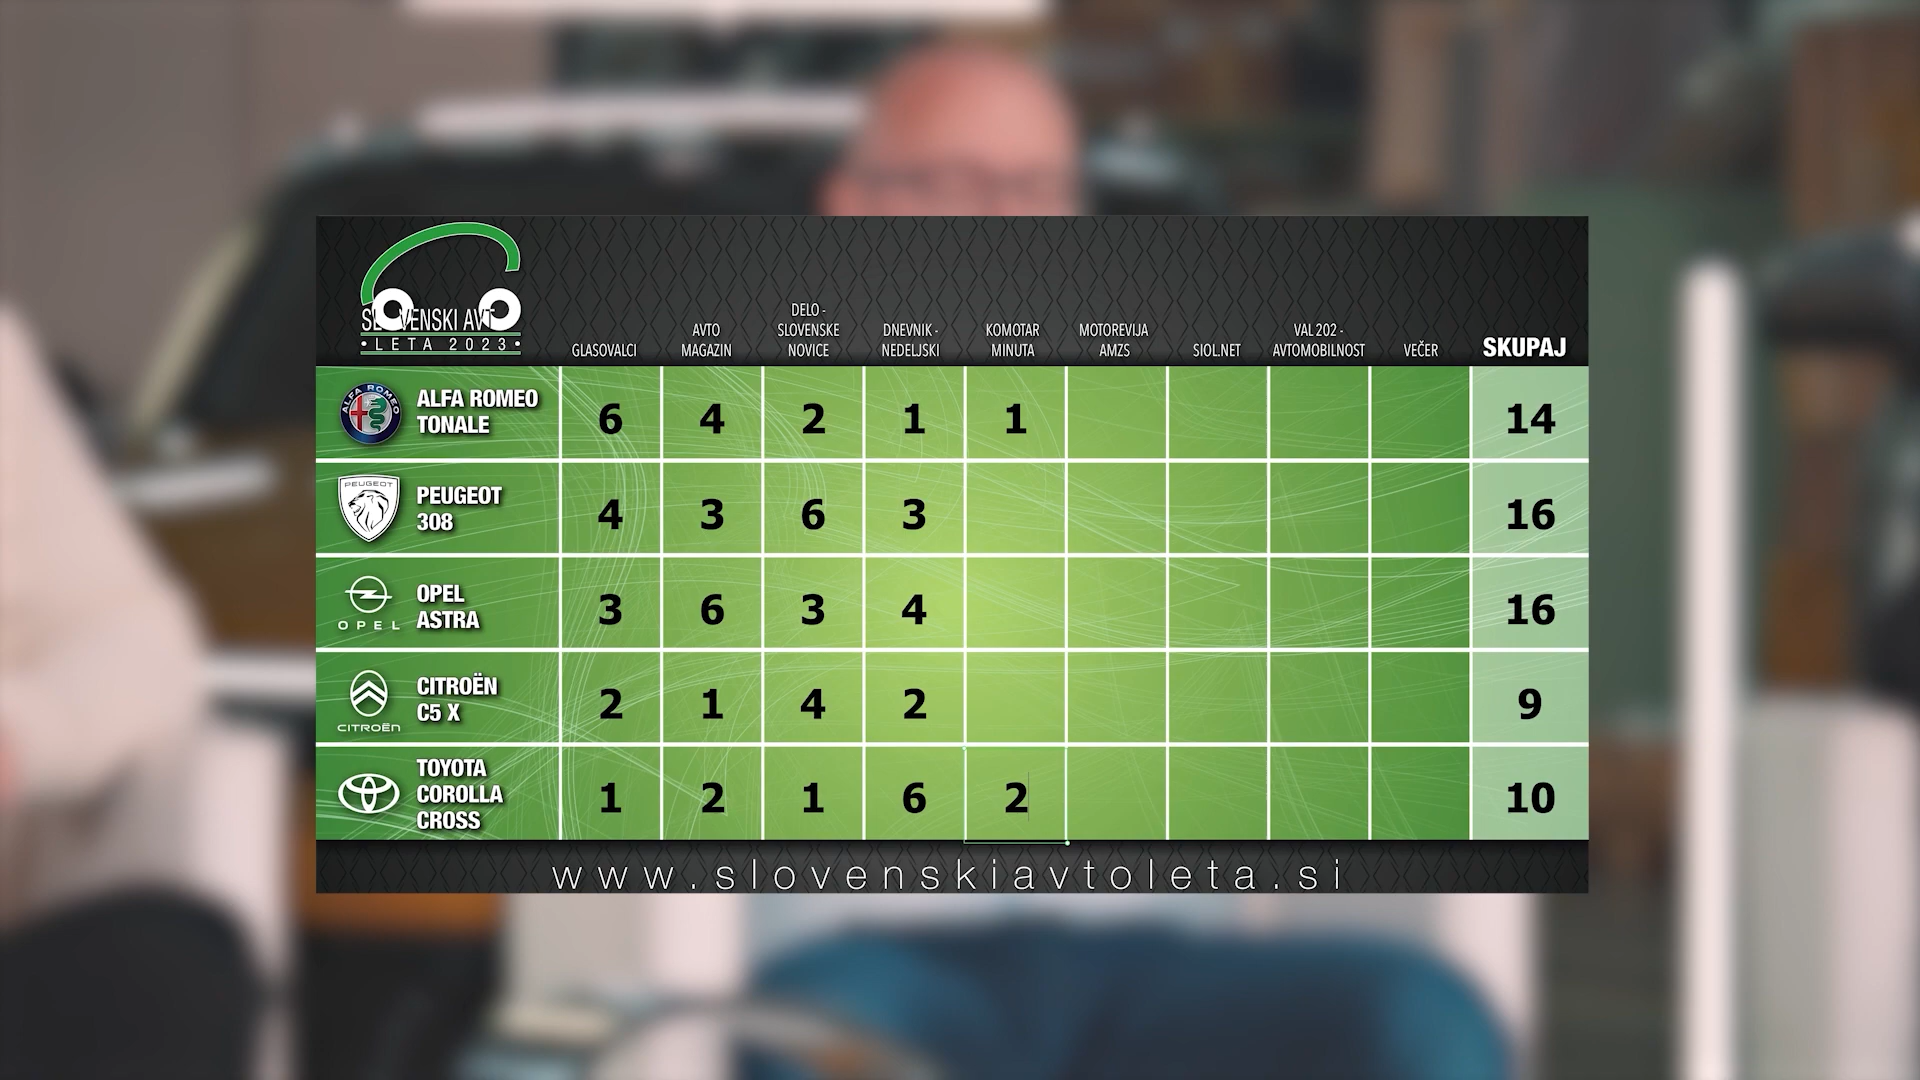 SLOVENSKI AVTO
• LETA 2023 •
GLASOVALCI
AVTO
MAGAZIN
DELO -
SLOVENSKE
NOVICE
DNEVNIK -
NEDELJSKI
KOMOTAR
MINUTA
MOTOREVIJA
AMZS
SIOL.NET
VAL 202 -
AVTOMOBILNOST
VEČER
SKUPAJ
ALFA ROMEO
ALFA ROMEO
TONALE
6 4 2 1 1 14
PEUGEOT
PEUGEOT
308
4 3 6 3 16
OPEL
OPEL
ASTRA
3 6 3 4 16
CITROËN
CITROËN
C5 X
2 1 4 2 9
TOYOTA
COROLLA
CROSS
1 2 1 6 2 10
www.slovenskiavtoleta.si